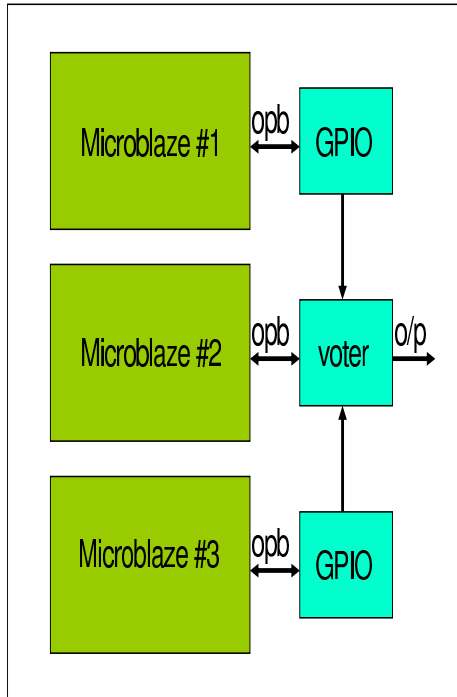 Microblaze #1
opb
GPIO
Microblaze #2
opb
voter
o/p
Microblaze #3
opb
GPIO